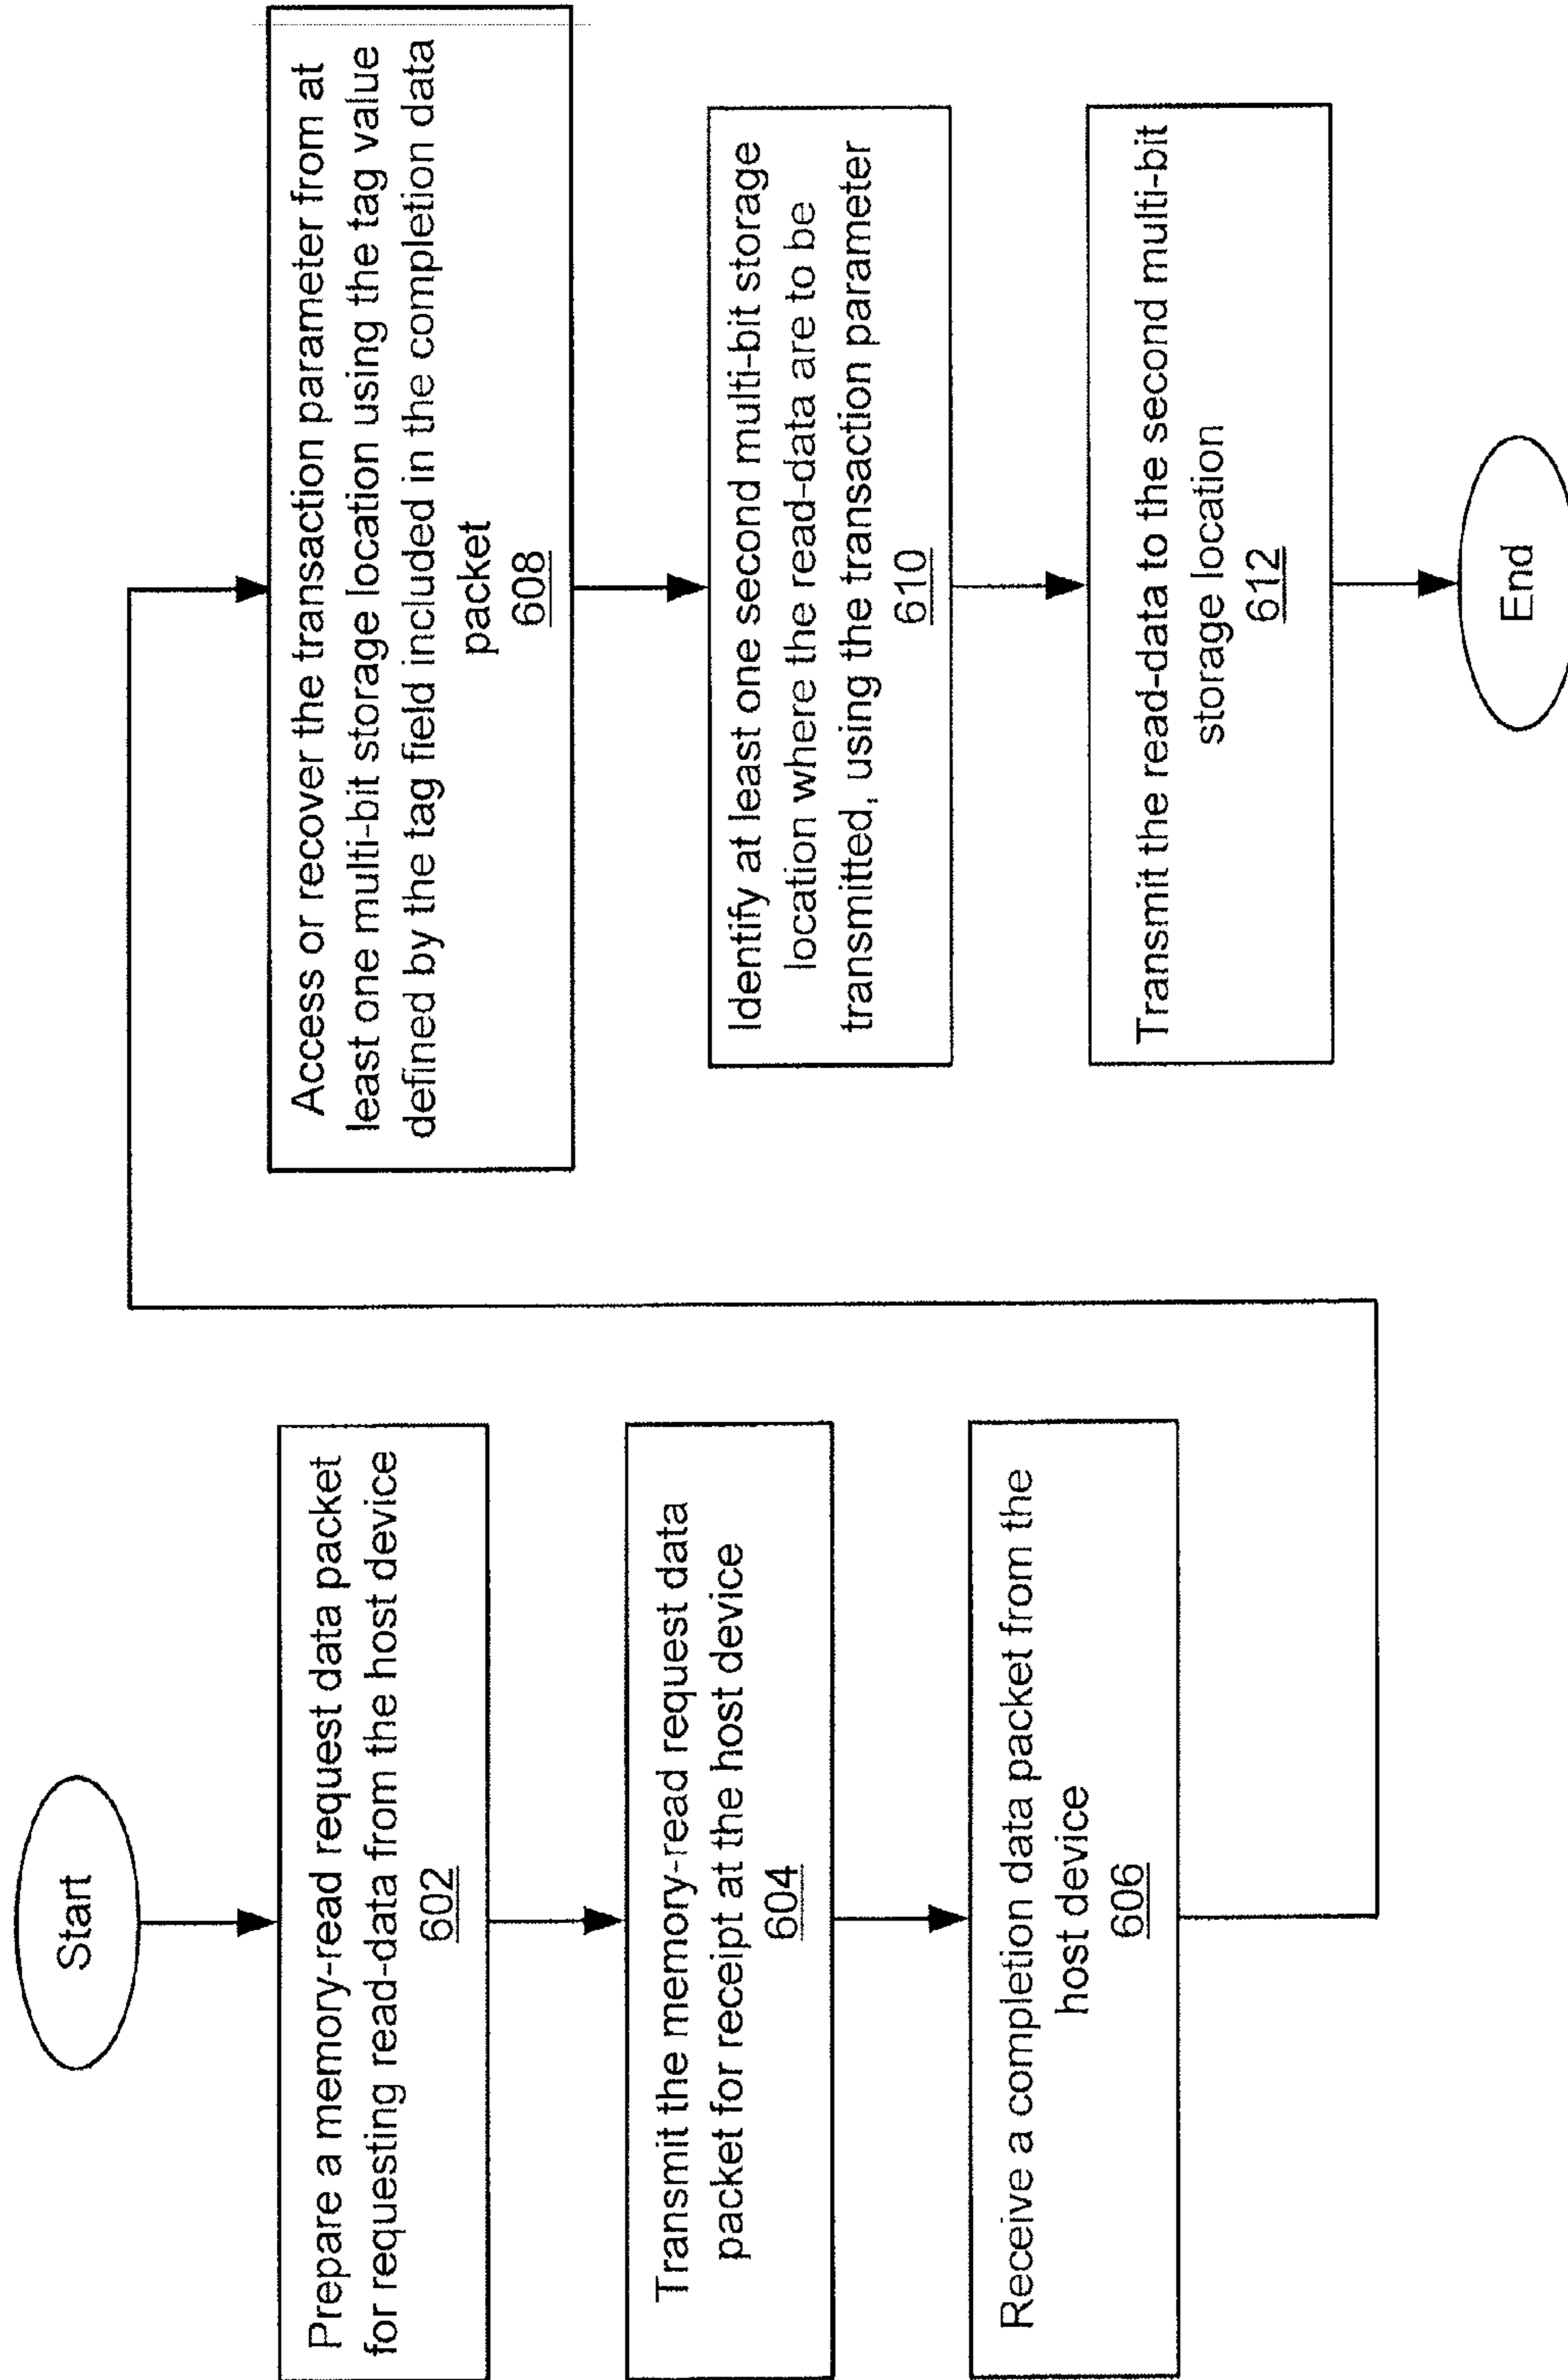 Start
Prepare a memory-read request data packet
for requesting read-data from the host device
602
Transmit the memory-read request data
packet for receipt at the host device
604
Receive a completion data packet from the
host device
606
Access or recover the transaction parameter from at
least one multi-bit storage location using the tag value
defined by the tag field included in the completion data
packet
608
Identify at least one second multi-bit storage
location where the read-data are to be
transmitted, using the transaction parameter
610
Transmit the read-data to the second multi-bit
storage location
612
End